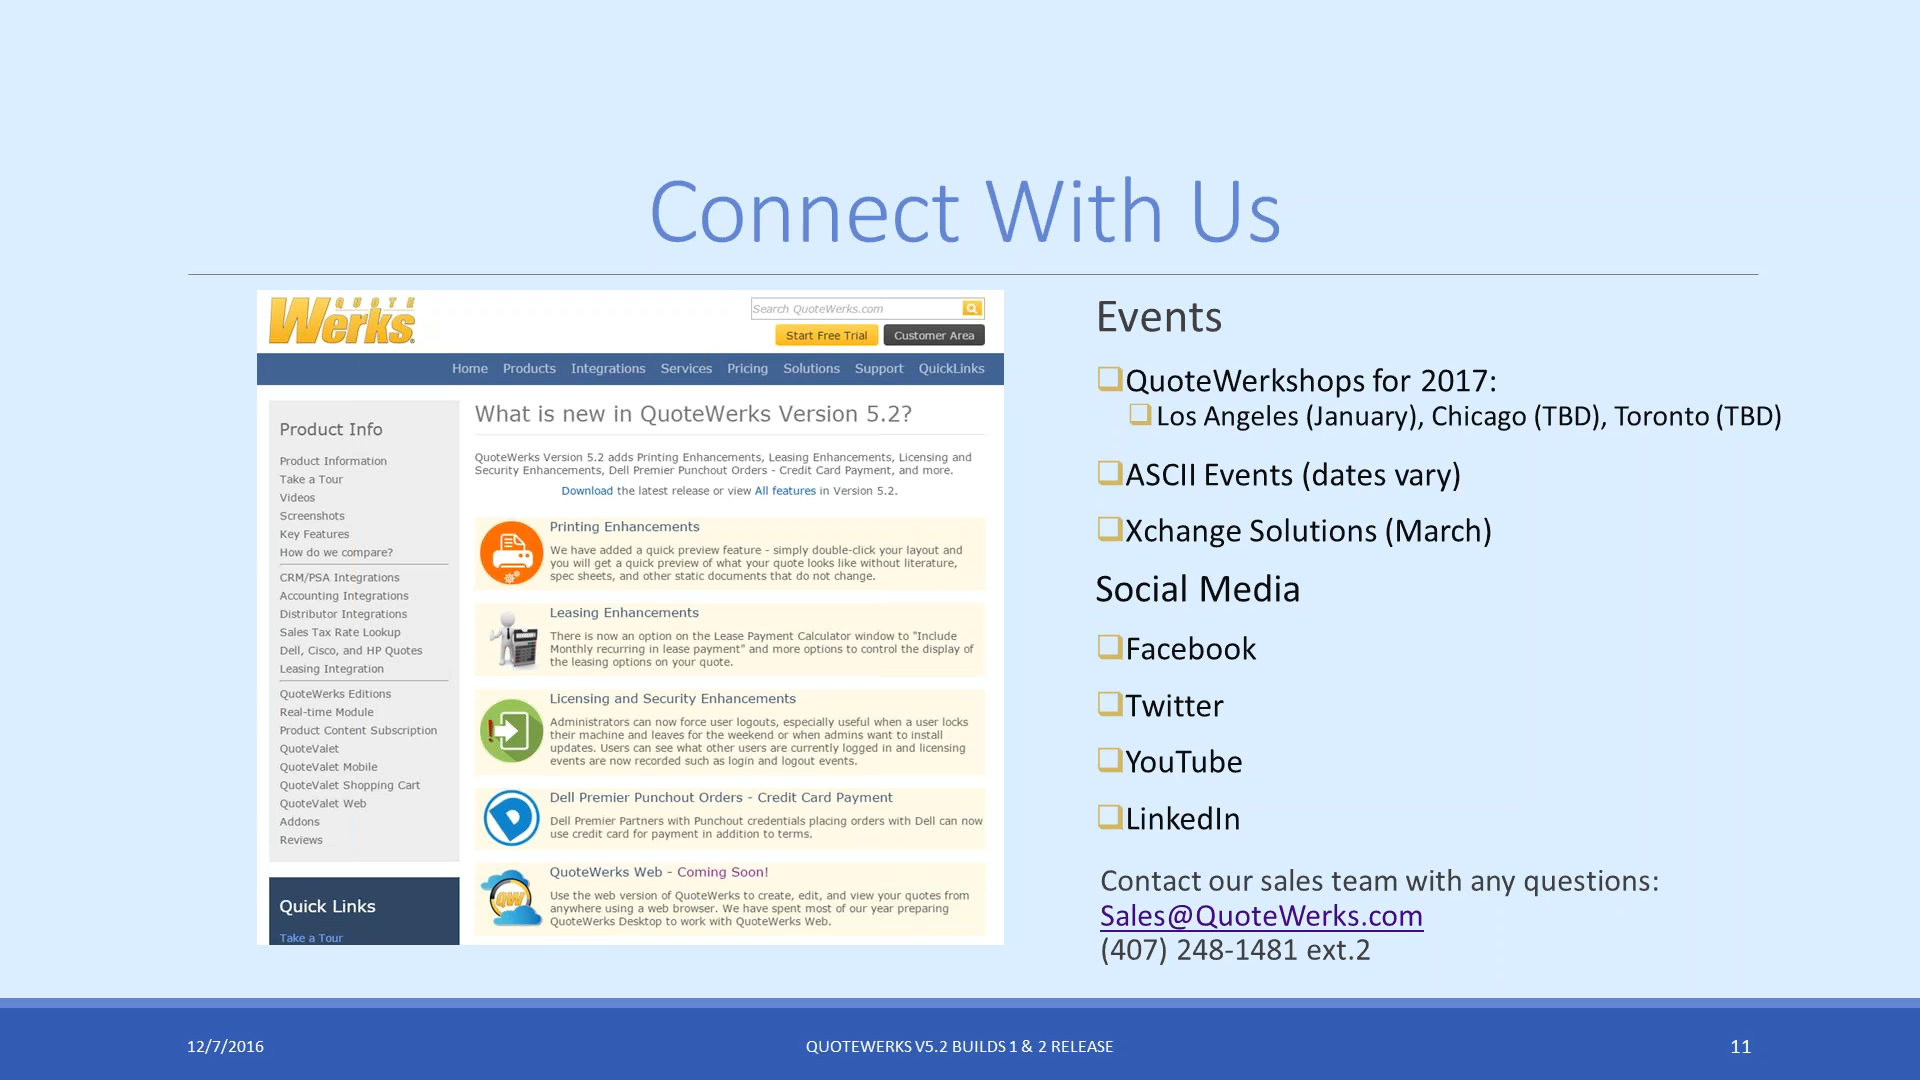 Connect With Us
QUOTE
Werks
Search QuoteWerks.com
Start Free Trial
Customer Area
Home Products Integrations Services Pricing Solutions Support QuickLinks
Product Info
Product Information
Take a Tour
Videos
Screenshots
Key Features
How do we compare?
CRM/PSA Integrations
Accounting Integrations
Distributor Integrations
Sales Tax Rate Lookup
Dell, Cisco, and HP Quotes
Leasing Integration
QuoteWerks Editions
Real-time Module
Product Content Subscription
QuoteValet
QuoteValet Mobile
QuoteValet Shopping Cart
QuoteValet Web
Addons
Reviews
Quick Links
Take a Tour
What is new in QuoteWerks Version 5.2?
QuoteWerks Version 5.2 adds Printing Enhancements, Leasing Enhancements, Licensing and
Security Enhancements, Dell Premier Punchout Orders - Credit Card Payment, and more.
Download the latest release or view All features in Version 5.2.
Printing Enhancements
We have added a quick preview feature - simply double-click your layout and
you will get a quick preview of what your quote looks like without literature,
spec sheets, and other static documents that do not change.
Leasing Enhancements
There is now an option on the Lease Payment Calculator window to "Include
Monthly recurring in lease payment" and more options to control the display of
the leasing options on your quote.
Licensing and Security Enhancements
Administrators can now force user logouts, especially useful when a user locks
their machine and leaves for the weekend or when admins want to install
updates. Users can see what other users are currently logged in and licensing
events are now recorded such as login and logout events.
Dell Premier Punchout Orders - Credit Card Payment
Dell Premier Partners with Punchout credentials placing orders with Dell can now
use credit card for payment in addition to terms.
QW
QuoteWerks Web - Coming Soon!
Use the web version of QuoteWerks to create, edit, and view your quotes from
anywhere using a web browser. We have spent most of our year preparing
QuoteWerks Desktop to work with QuoteWerks Web.
Events
QuoteWerkshops for 2017:
Los Angeles (January), Chicago (TBD), Toronto (TBD)
ASCII Events (dates vary)
Xchange Solutions (March)
Social Media
Facebook
Twitter
YouTube
LinkedIn
Contact our sales team with any questions:
Sales@QuoteWerks.com
(407) 248-1481 ext.2
12/7/2016
QUOTEWERKS V5.2 BUILDS 1 & 2 RELEASE
11